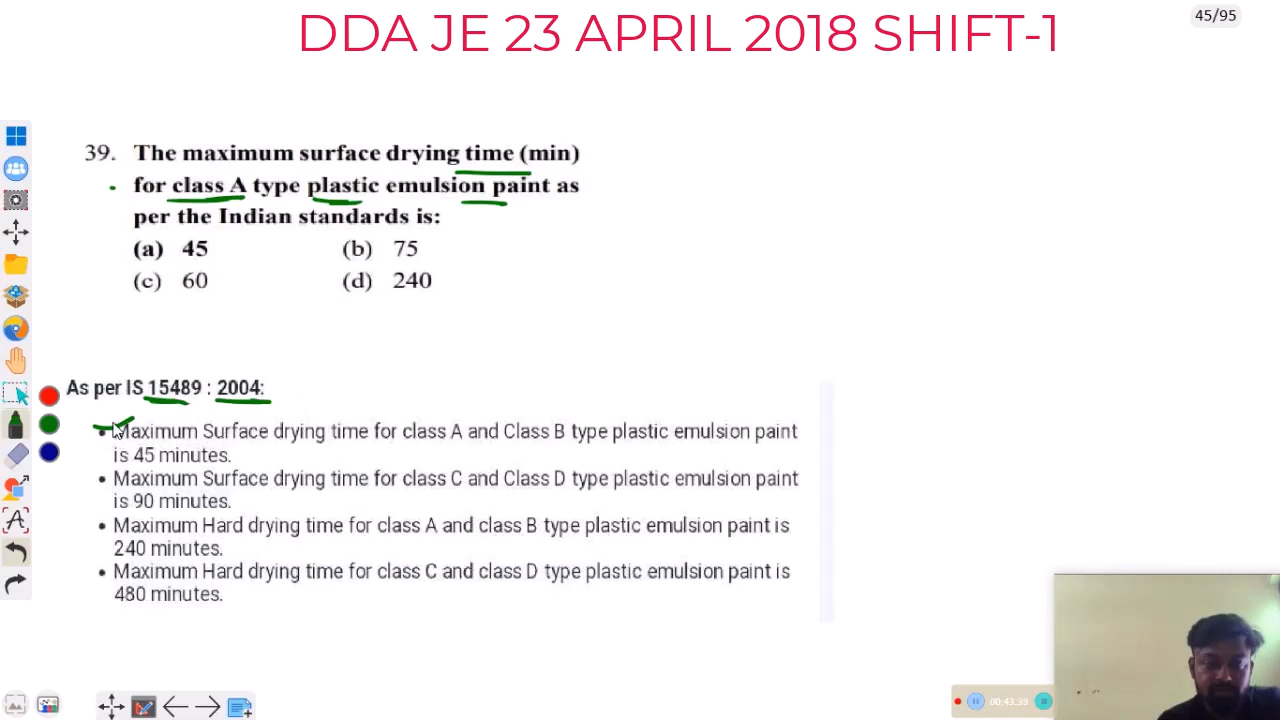 DDA JE 23 APRIL 2018 SHIFT-1
45/95
39. The maximum surface drying time (min)
for class A type plastic emulsion paint as
per the Indian standards is:
(a) 45 (b) 75
(c) 60 (d) 240
As per IS 15489 : 2004:
• Maximum Surface drying time for class A and Class B type plastic emulsion paint
is 45 minutes.
• Maximum Surface drying time for class C and Class D type plastic emulsion paint
is 90 minutes.
• Maximum Hard drying time for class A and class B type plastic emulsion paint is
240 minutes.
• Maximum Hard drying time for class C and class D type plastic emulsion paint is
480 minutes.
00:43:39